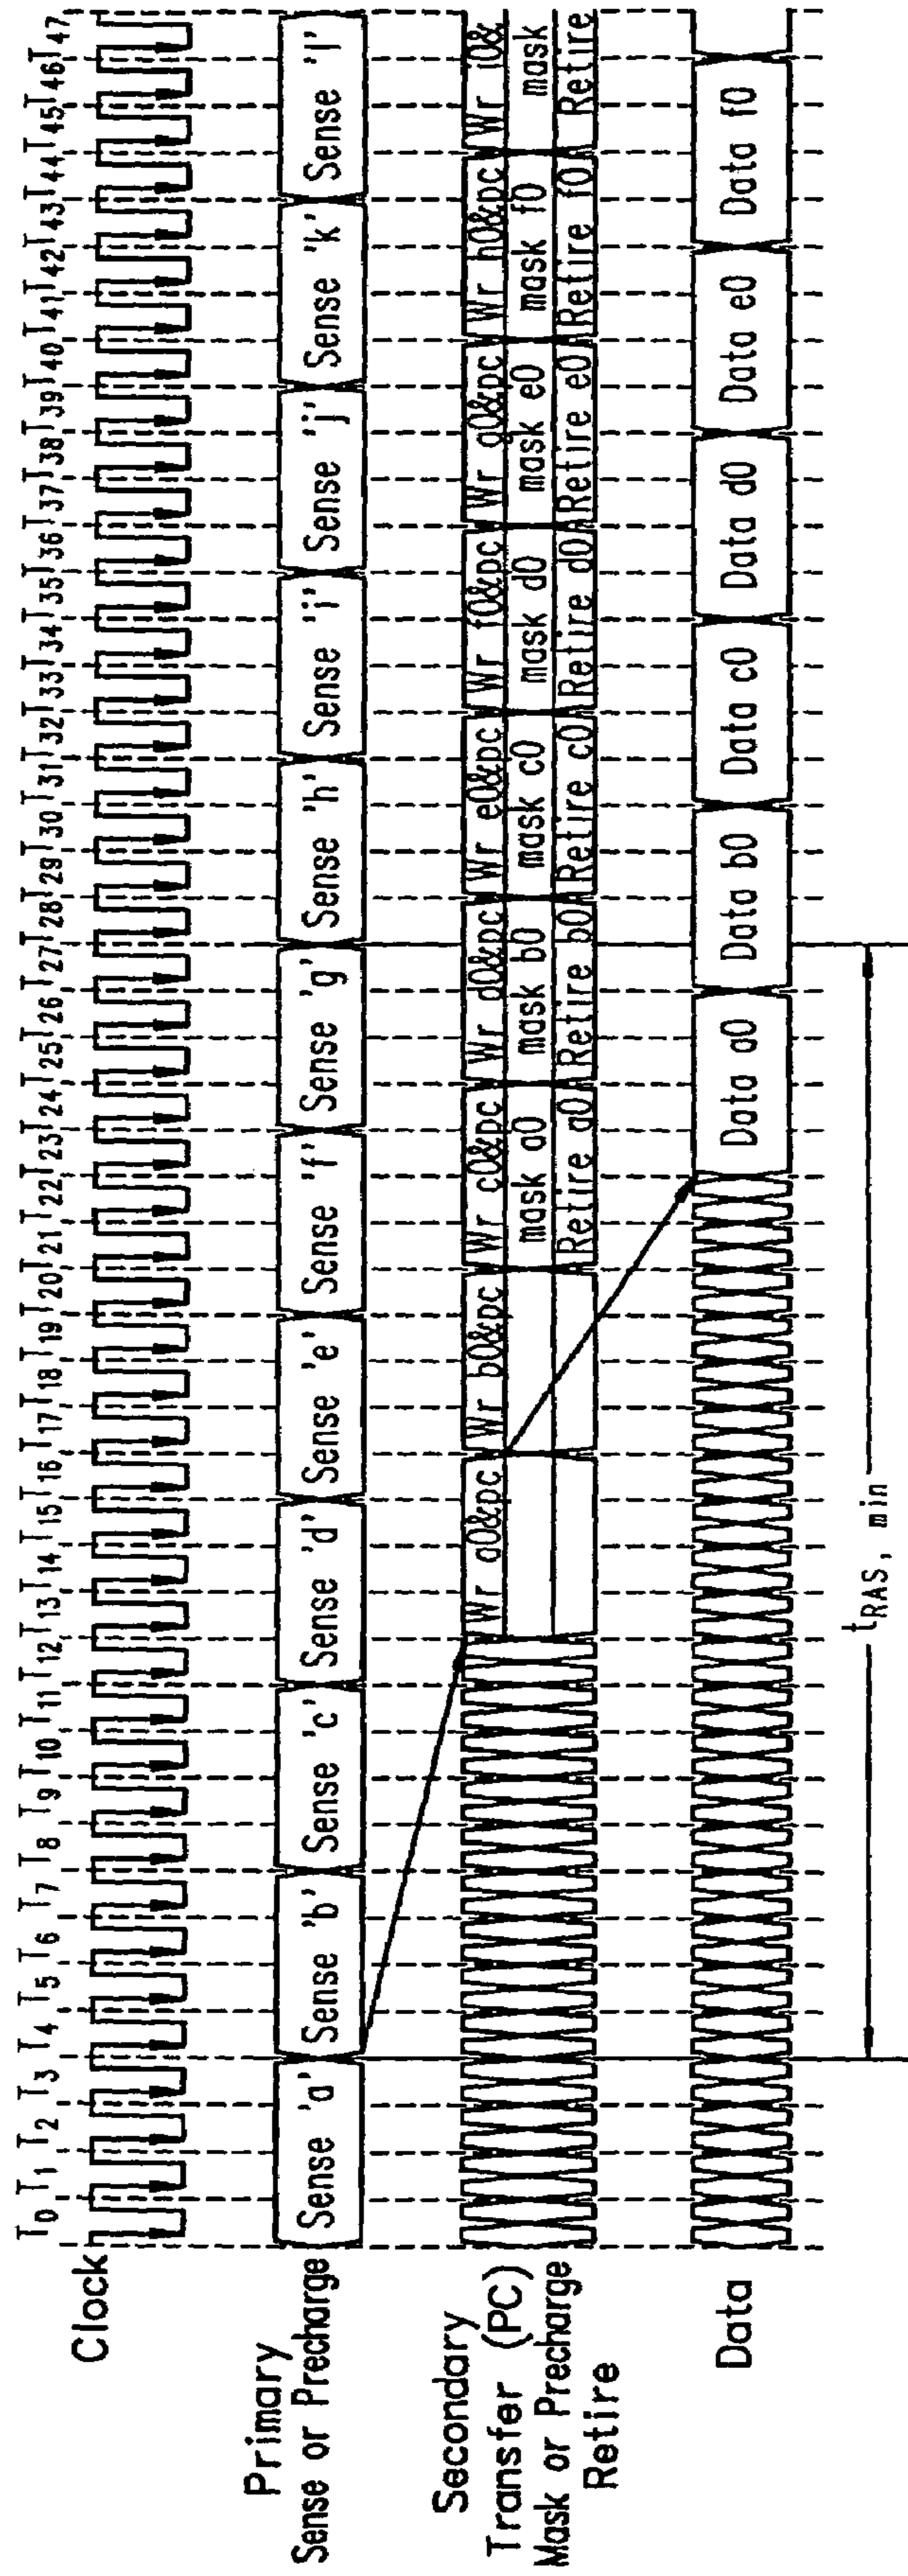 Clock
T0 T1 T2 T3 T4 T5 T6 T7 T8 T9 T10 T11 T12 T13 T14 T15 T16 T17 T18 T19 T20 T21 T22 T23 T24 T25 T26 T27 T28 T29 T30 T31 T32 T33 T34 T35 T36 T37 T38 T39 T40 T41 T42 T43 T44 T45 T46 T47
Primary
Sense or Precharge
Sense 'a' Sense 'b' Sense 'c' Sense 'd' Sense 'e' Sense 'f' Sense 'g' Sense 'h' Sense 'i' Sense 'j' Sense 'k' Sense 'l'
Secondary
Transfer (PC)
Mask or Precharge
Retire
Wr a0&pc Wr b0&pc Wr c0&pc Wr d0&pc Wr e0&pc Wr f0&pc Wr g0&pc Wr h0&pc Wr i0&
mask a0 mask b0 mask c0 mask d0 mask e0 mask f0 mask
Retire a0 Retire b0 Retire c0 Retire d0 Retire e0 Retire f0 Retire
Data
Data a0 Data b0 Data c0 Data d0 Data e0 Data f0
tRAS, min